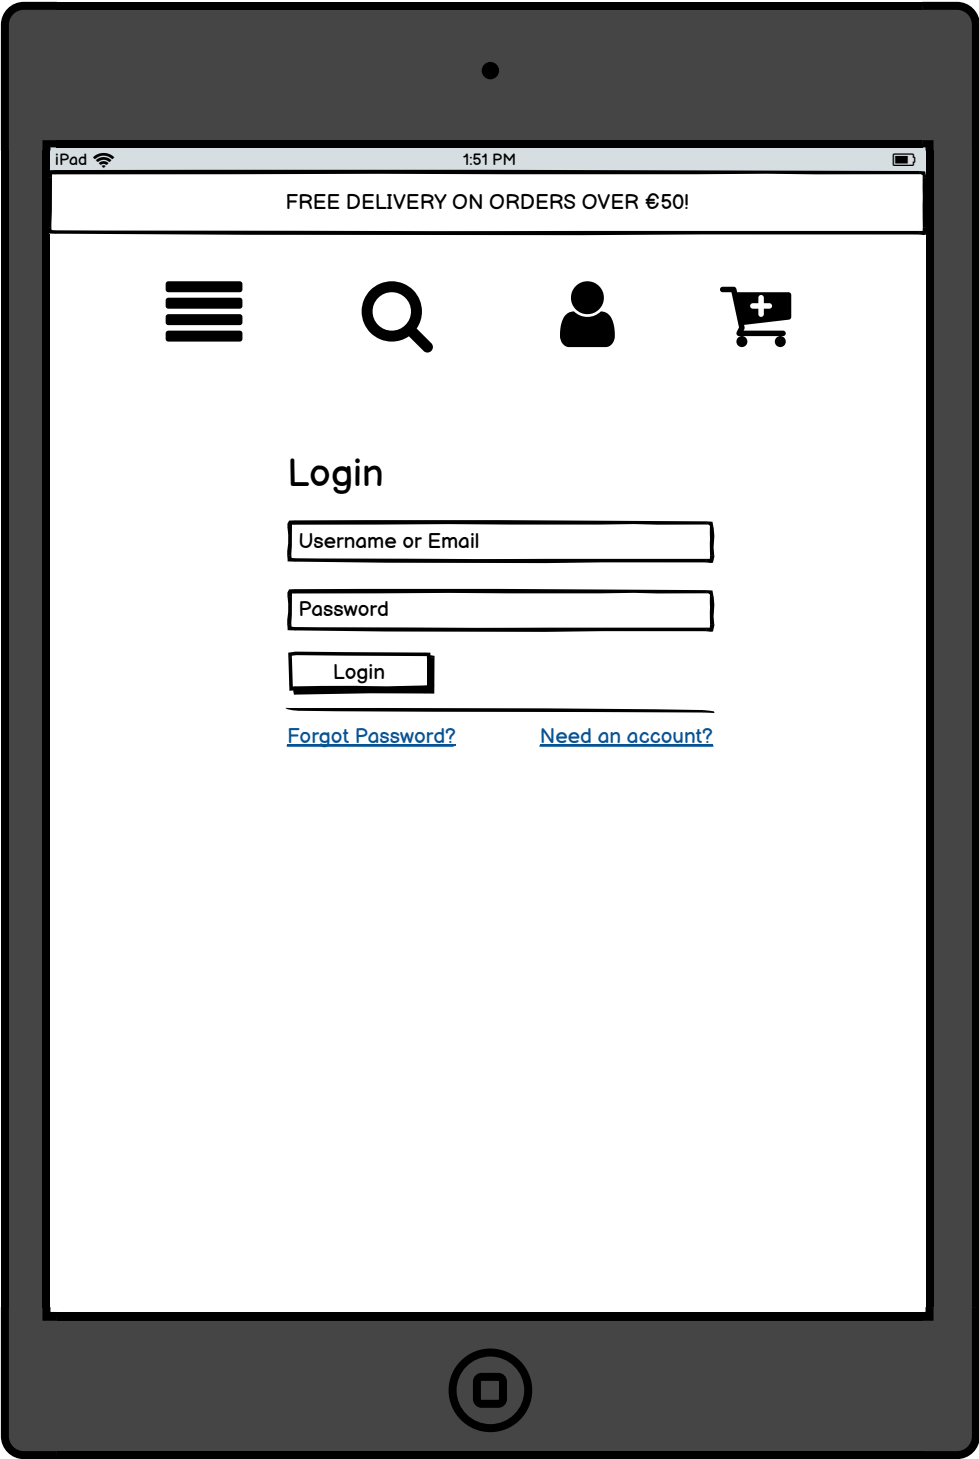 iPad 1:51 PM
FREE DELIVERY ON ORDERS OVER €50!
Login
Username or Email
Password
Login
Forgot Password? Need an account?